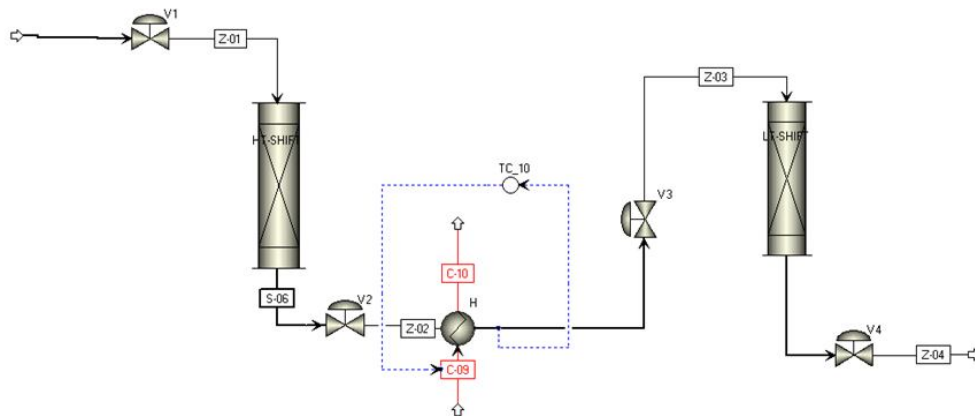 V1
Z-01
HT-SHIFT
S-06
V2
Z-02
TC_10
C-10
H
C-09
V3
Z-03
LT-SHIFT
V4
Z-04